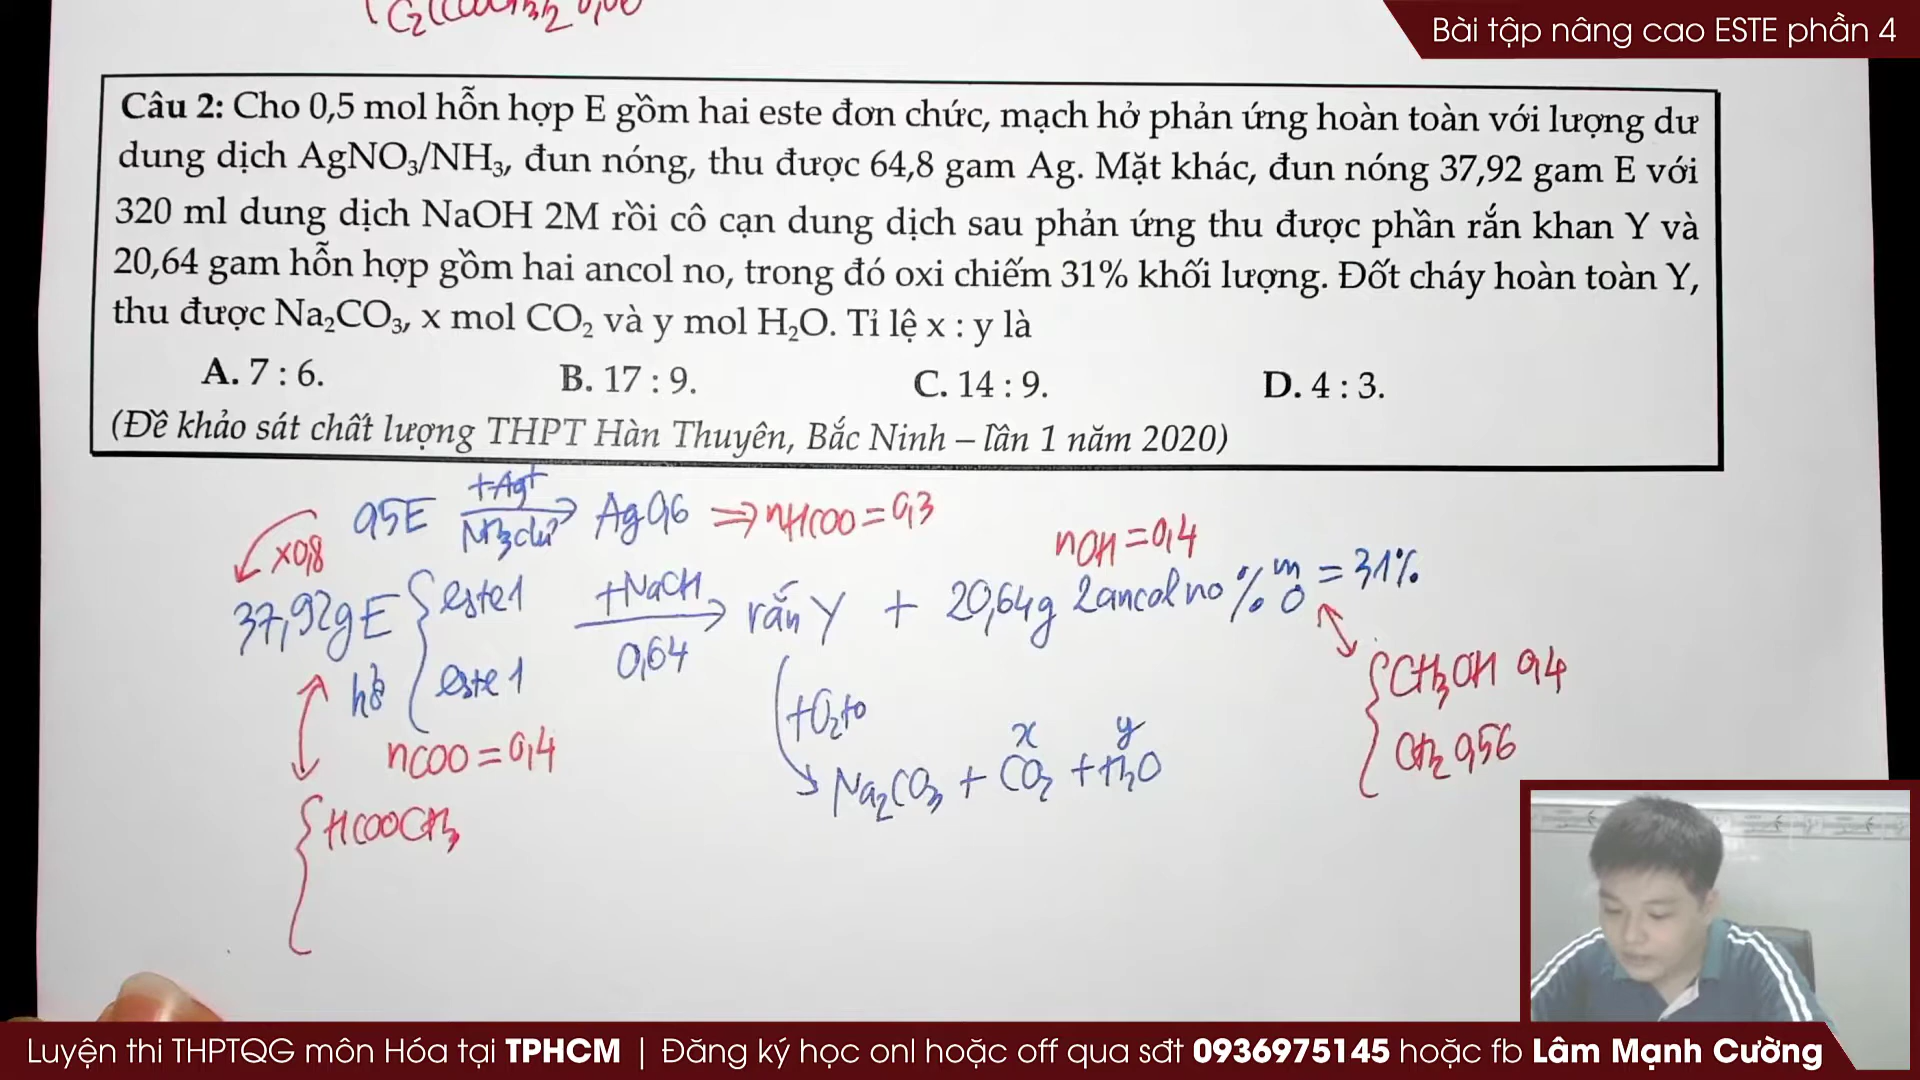 Bài tập nâng cao ESTE phần 4
Câu 2: Cho 0,5 mol hỗn hợp E gồm hai este đơn chức, mạch hở phản ứng hoàn toàn với lượng dư
dung dịch AgNO₃/NH₃, đun nóng, thu được 64,8 gam Ag. Mặt khác, đun nóng 37,92 gam E với
320 ml dung dịch NaOH 2M rồi cô cạn dung dịch sau phản ứng thu được phần rắn khan Y và
20,64 gam hỗn hợp gồm hai ancol no, trong đó oxi chiếm 31% khối lượng. Đốt cháy hoàn toàn Y,
thu được Na₂CO₃, x mol CO₂ và y mol H₂O. Tỉ lệ x : y là
A. 7 : 6. B. 17 : 9. C. 14 : 9. D. 4 : 3.
(Đề khảo sát chất lượng THPT Hàn Thuyên, Bắc Ninh – lần 1 năm 2020)
0,5E +Ag⁺ NH₃dư Ag 0,6 ⇒ nHCOO = 0,3
x0,8
nOH = 0,4
37,92g E { este1 +NaOH 0,64 → rắn Y + 20,64g 2 ancol no %mO = 31%
hở este1
CH₃OH 0,4
CH₂ 0,56
+O₂ to
nCOO = 0,4
x y
Na₂CO₃ + CO₂ + H₂O
HCOOCH₃
Luyện thi THPTQG môn Hóa tại TPHCM | Đăng ký học onl hoặc off qua sđt 0936975145 hoặc fb Lâm Mạnh Cường